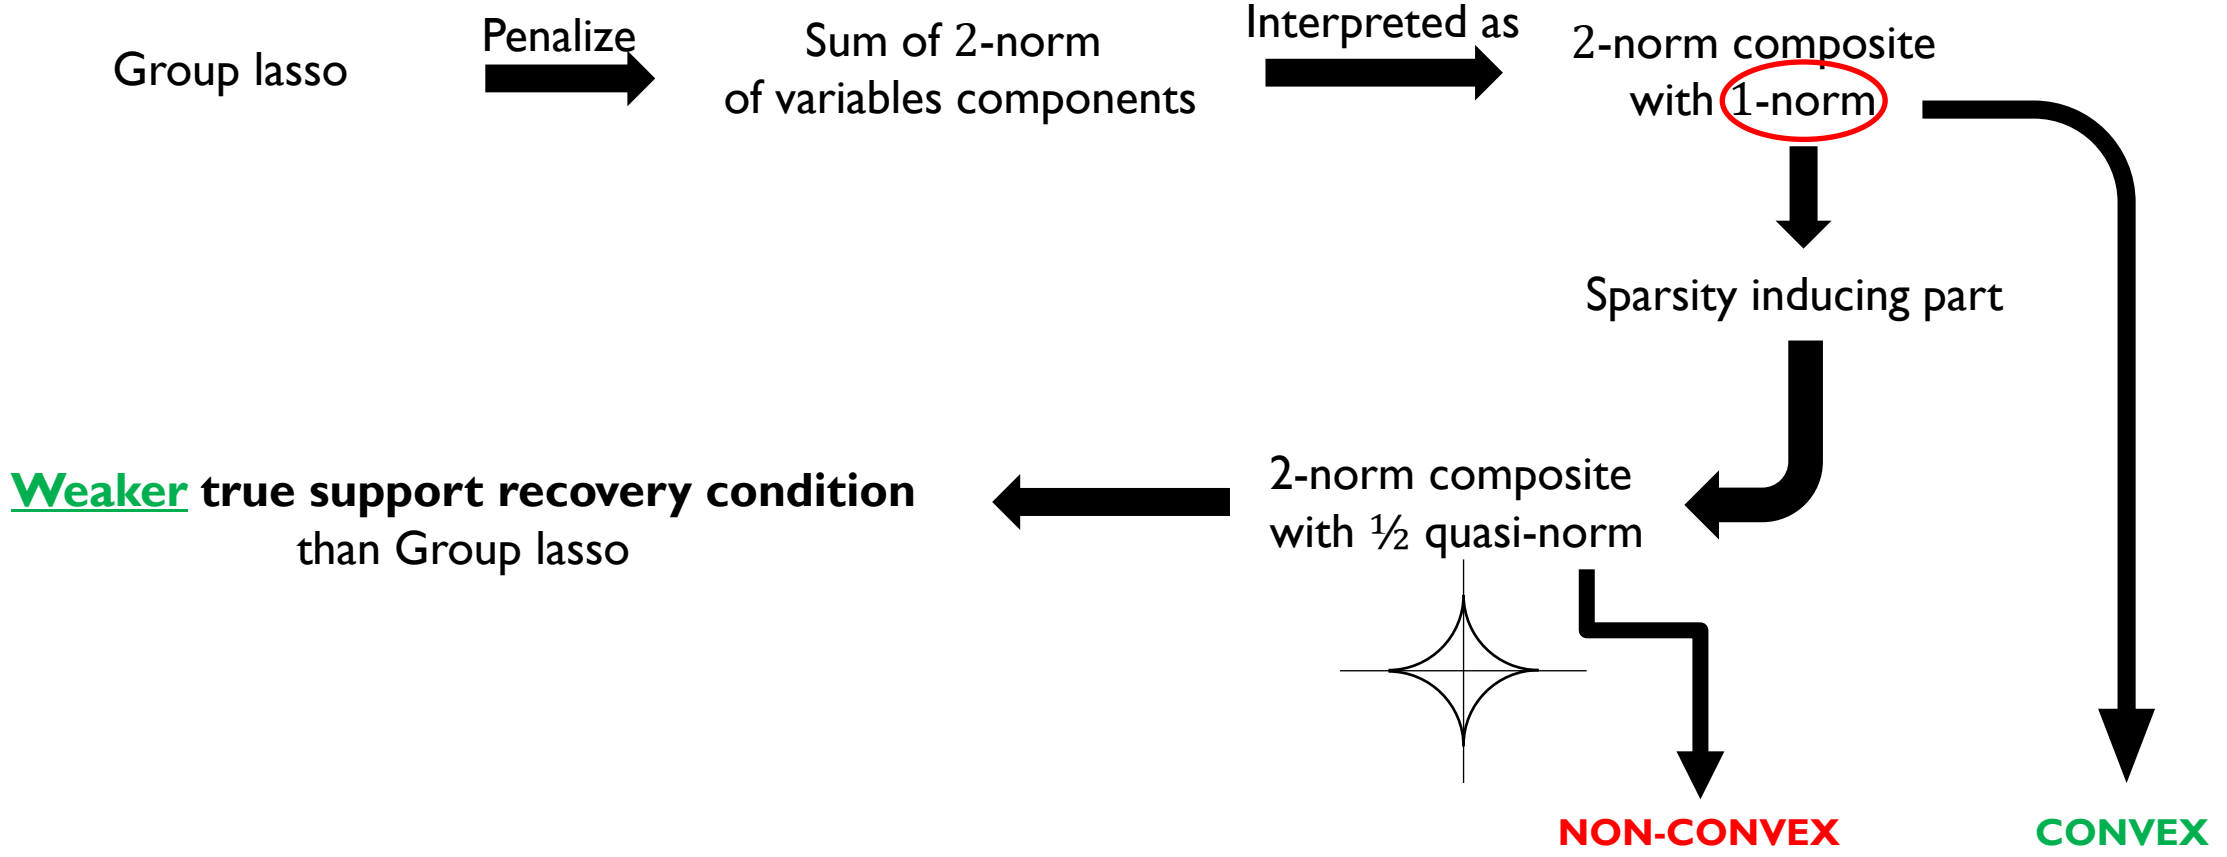 Group lasso
Penalize
Sum of 2-norm
of variables components
Interpreted as
2-norm composite
with 1-norm
Sparsity inducing part
2-norm composite
with ½ quasi-norm
Weaker true support recovery condition
than Group lasso
NON-CONVEX
CONVEX